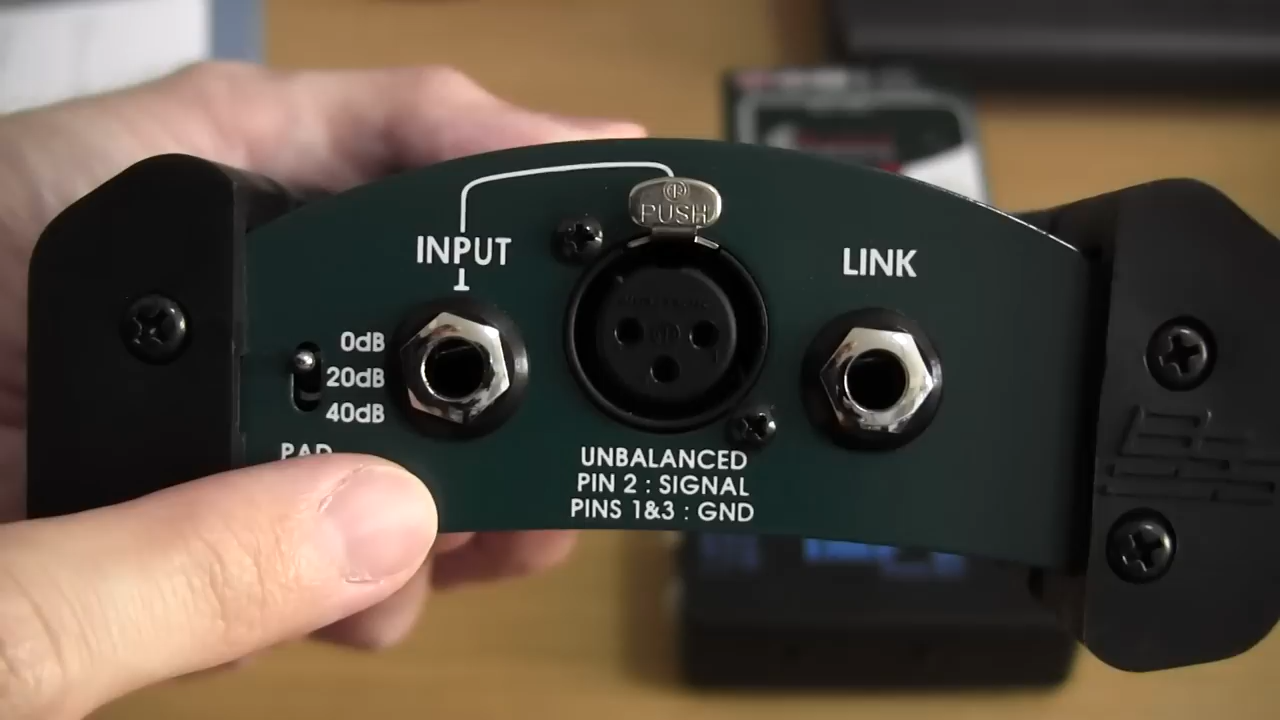 PUSH
INPUT
LINK
0dB
20dB
40dB
PAD
UNBALANCED
PIN 2 : SIGNAL
PINS 1&3 : GND